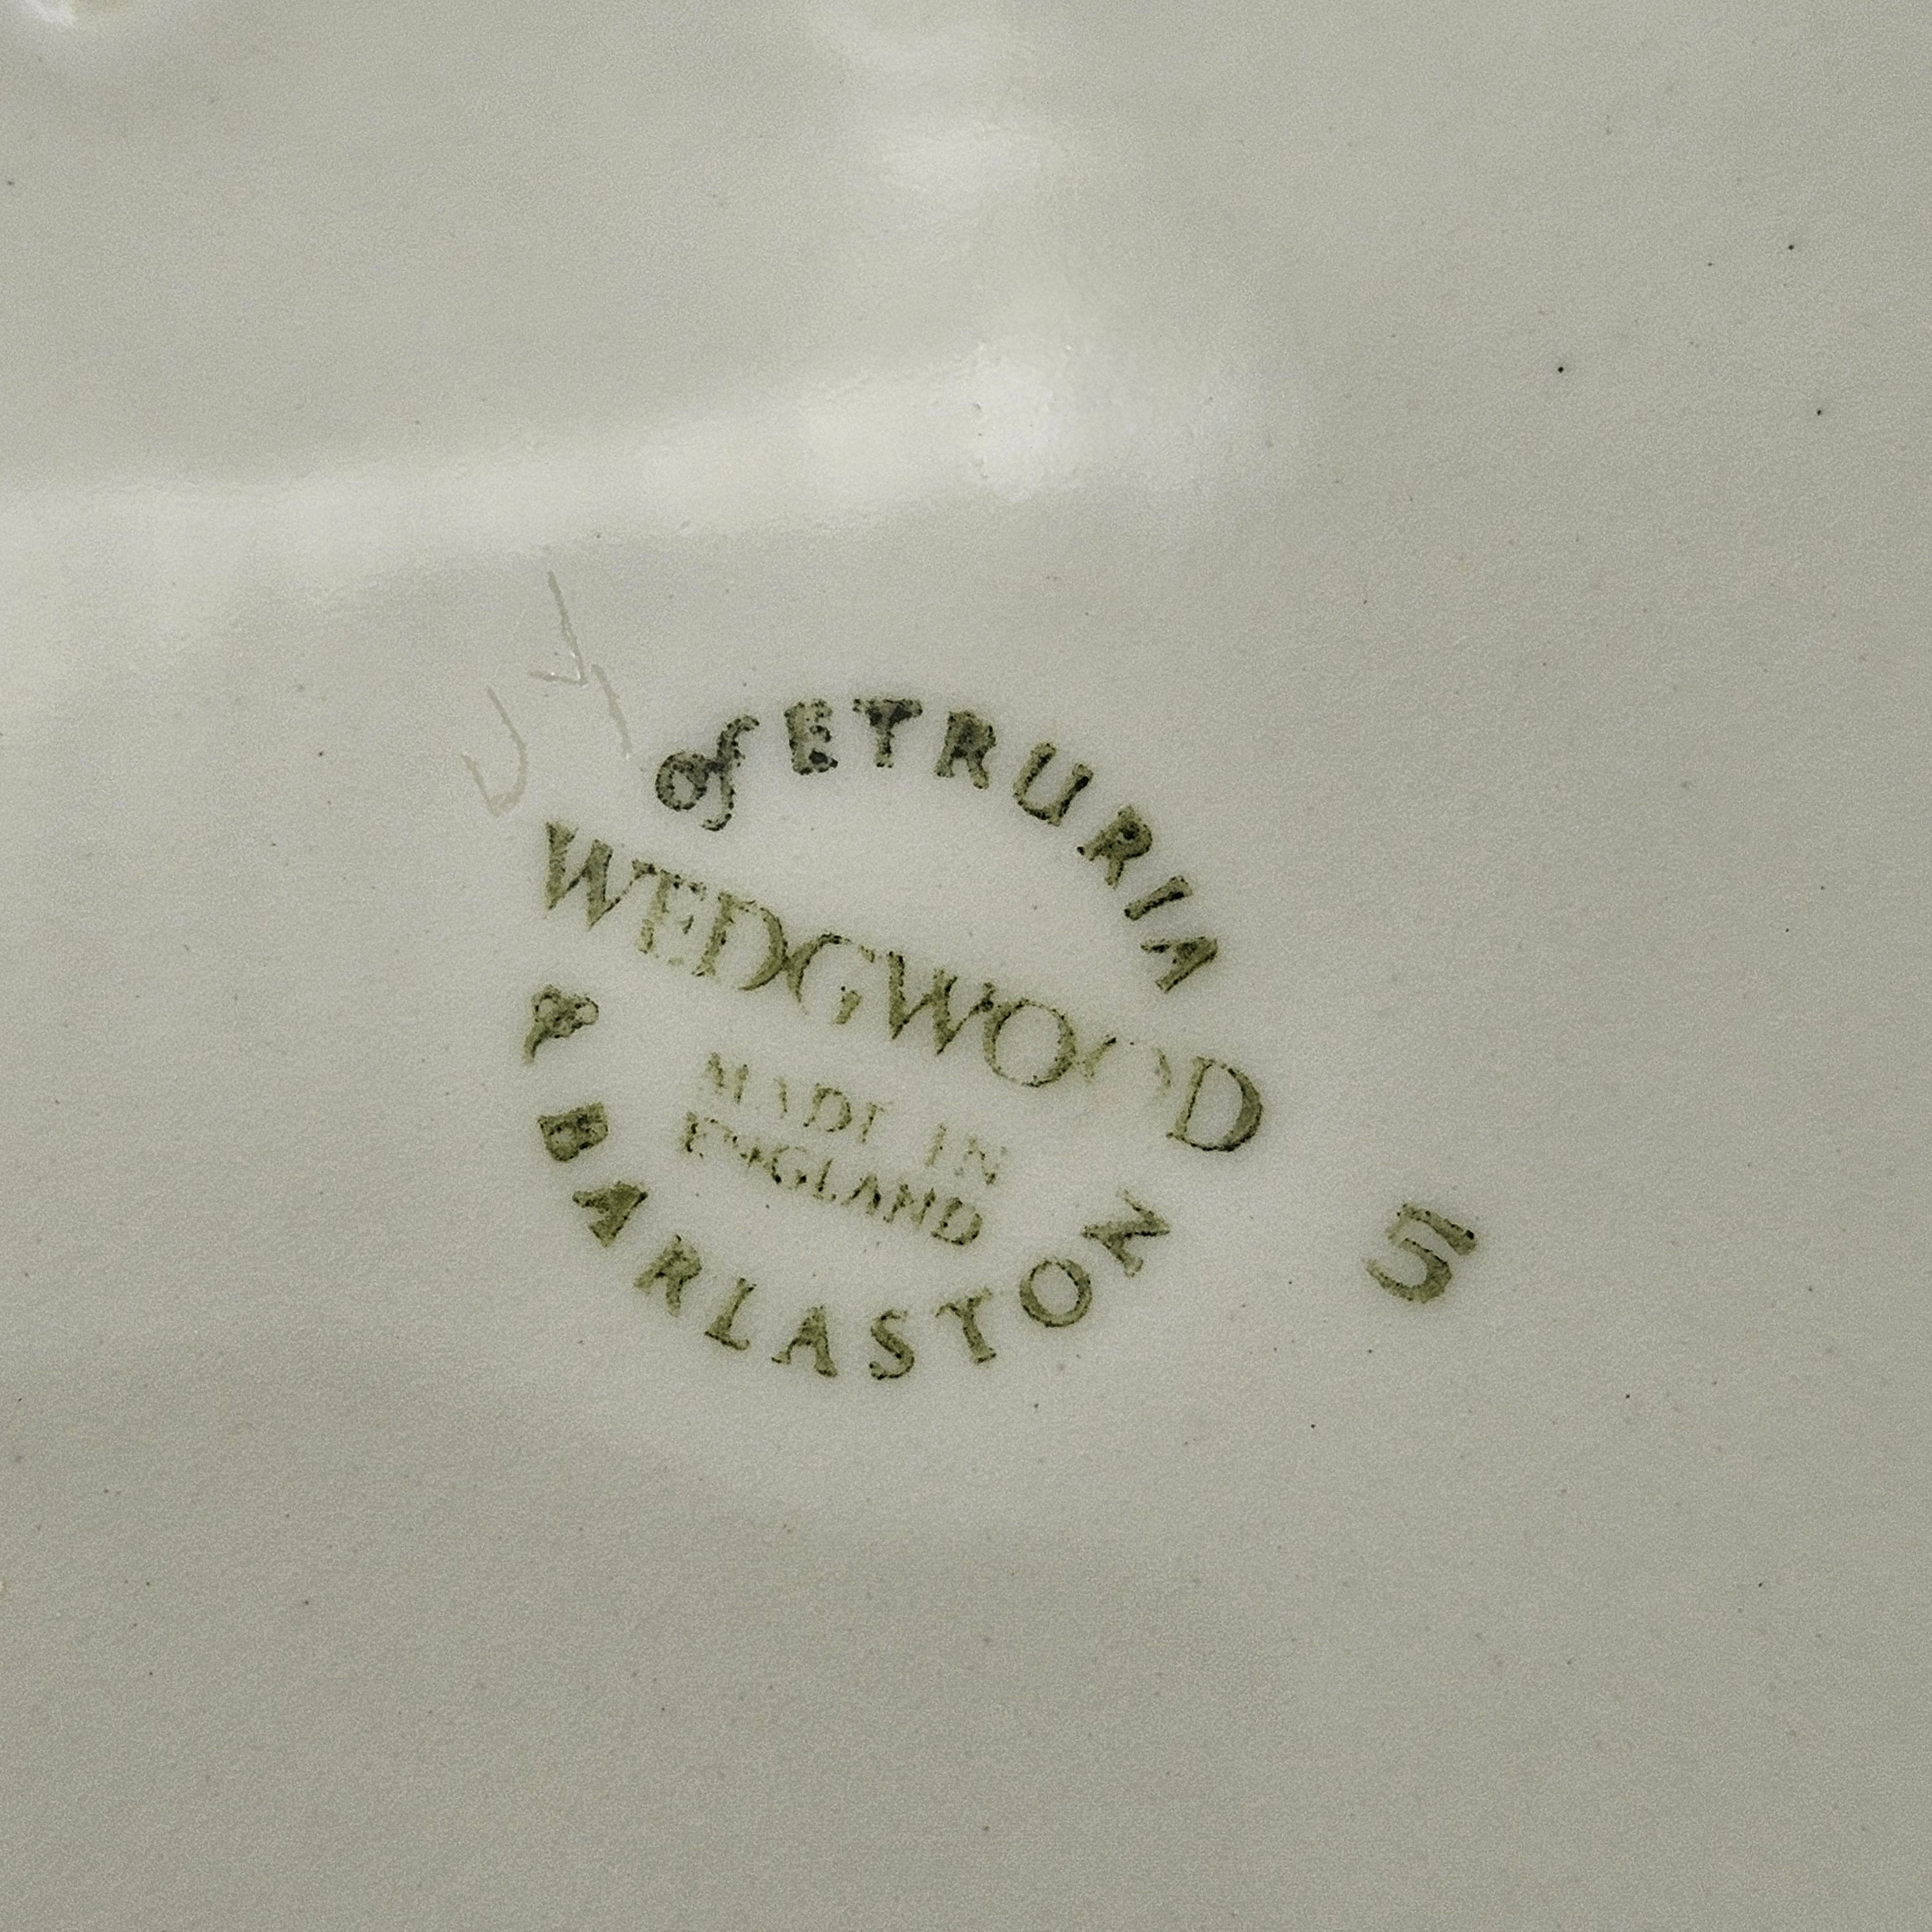 of ETRURIA
WEDGWOOD
MADE IN
ENGLAND
& BARLASTON
5